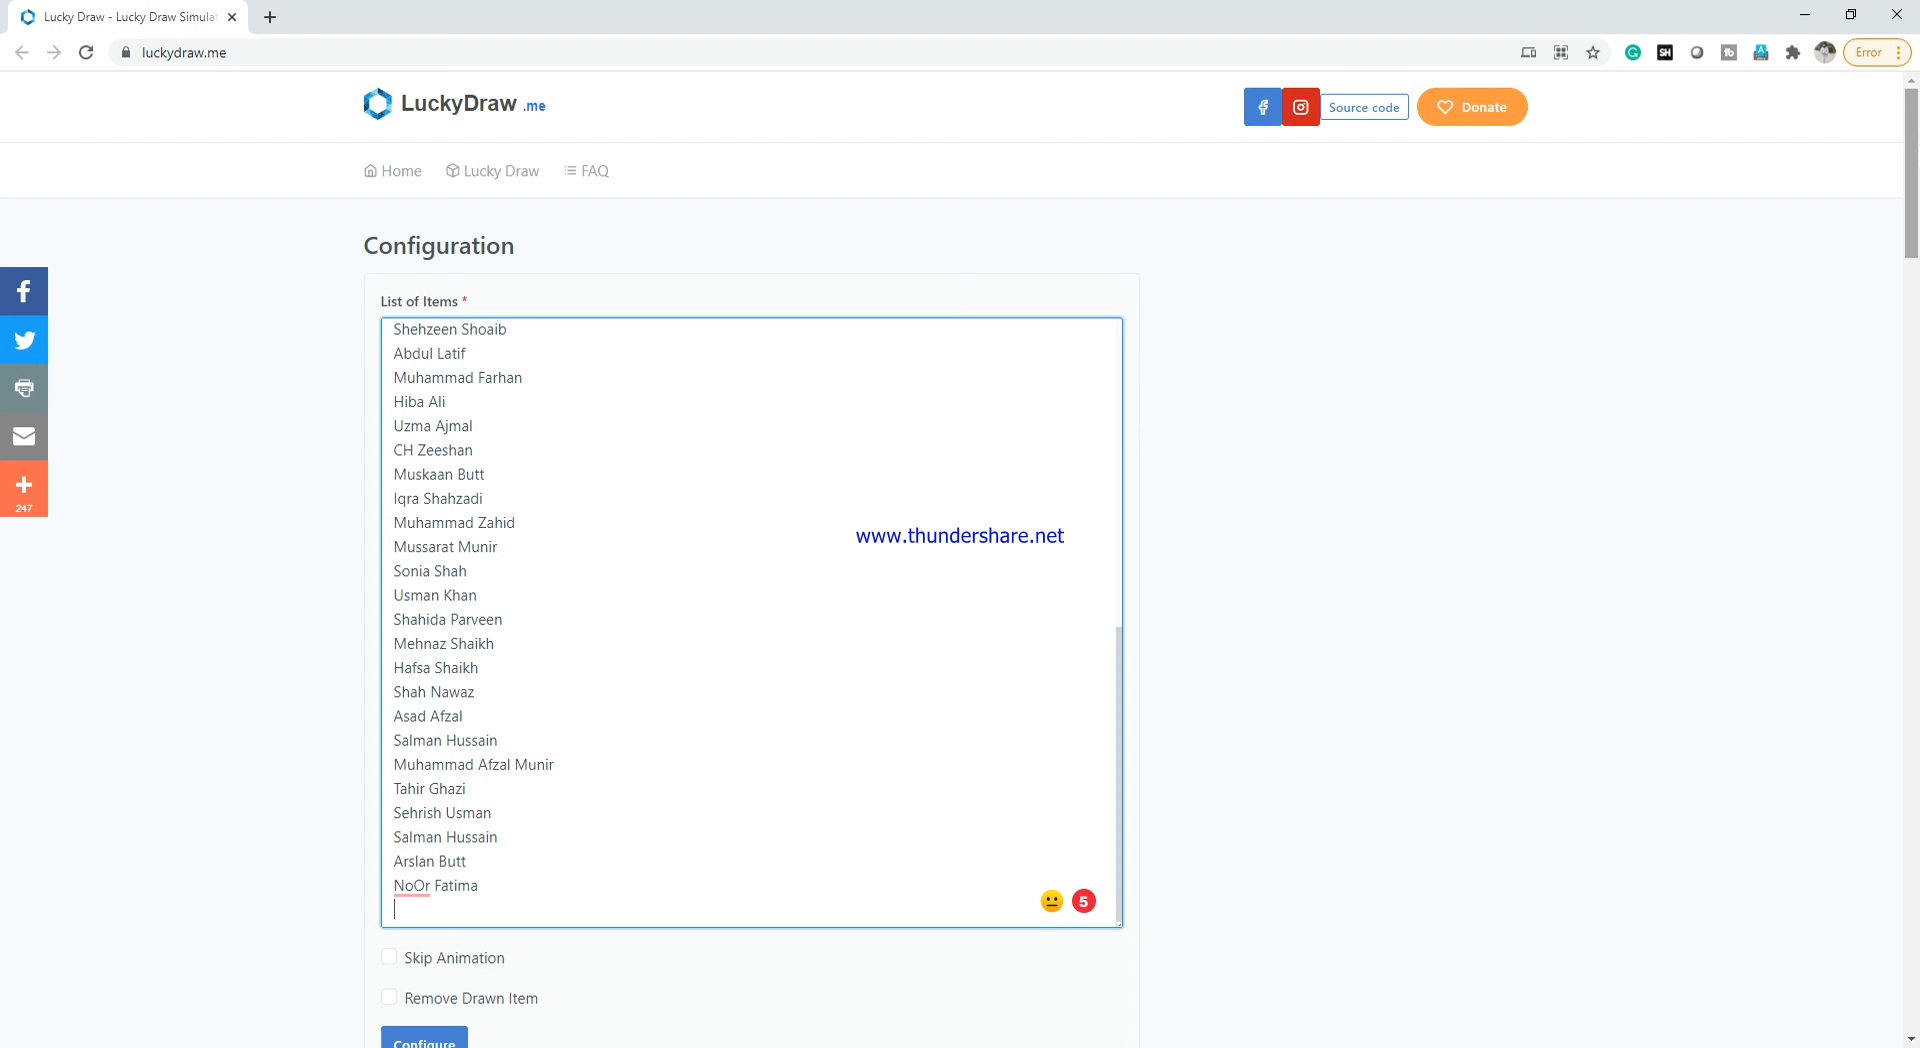 Lucky Draw - Lucky Draw Simulat
luckydraw.me
Error
LuckyDraw .me
Source code
Donate
Home
Lucky Draw
FAQ
Configuration
List of Items *
Shehzeen Shoaib
Abdul Latif
Muhammad Farhan
Hiba Ali
Uzma Ajmal
CH Zeeshan
Muskaan Butt
Iqra Shahzadi
Muhammad Zahid
Mussarat Munir
Sonia Shah
Usman Khan
Shahida Parveen
Mehnaz Shaikh
Hafsa Shaikh
Shah Nawaz
Asad Afzal
Salman Hussain
Muhammad Afzal Munir
Tahir Ghazi
Sehrish Usman
Salman Hussain
Arslan Butt
NoOr Fatima
www.thundershare.net
5
247
SH
tb
Skip Animation
Remove Drawn Item
Configure